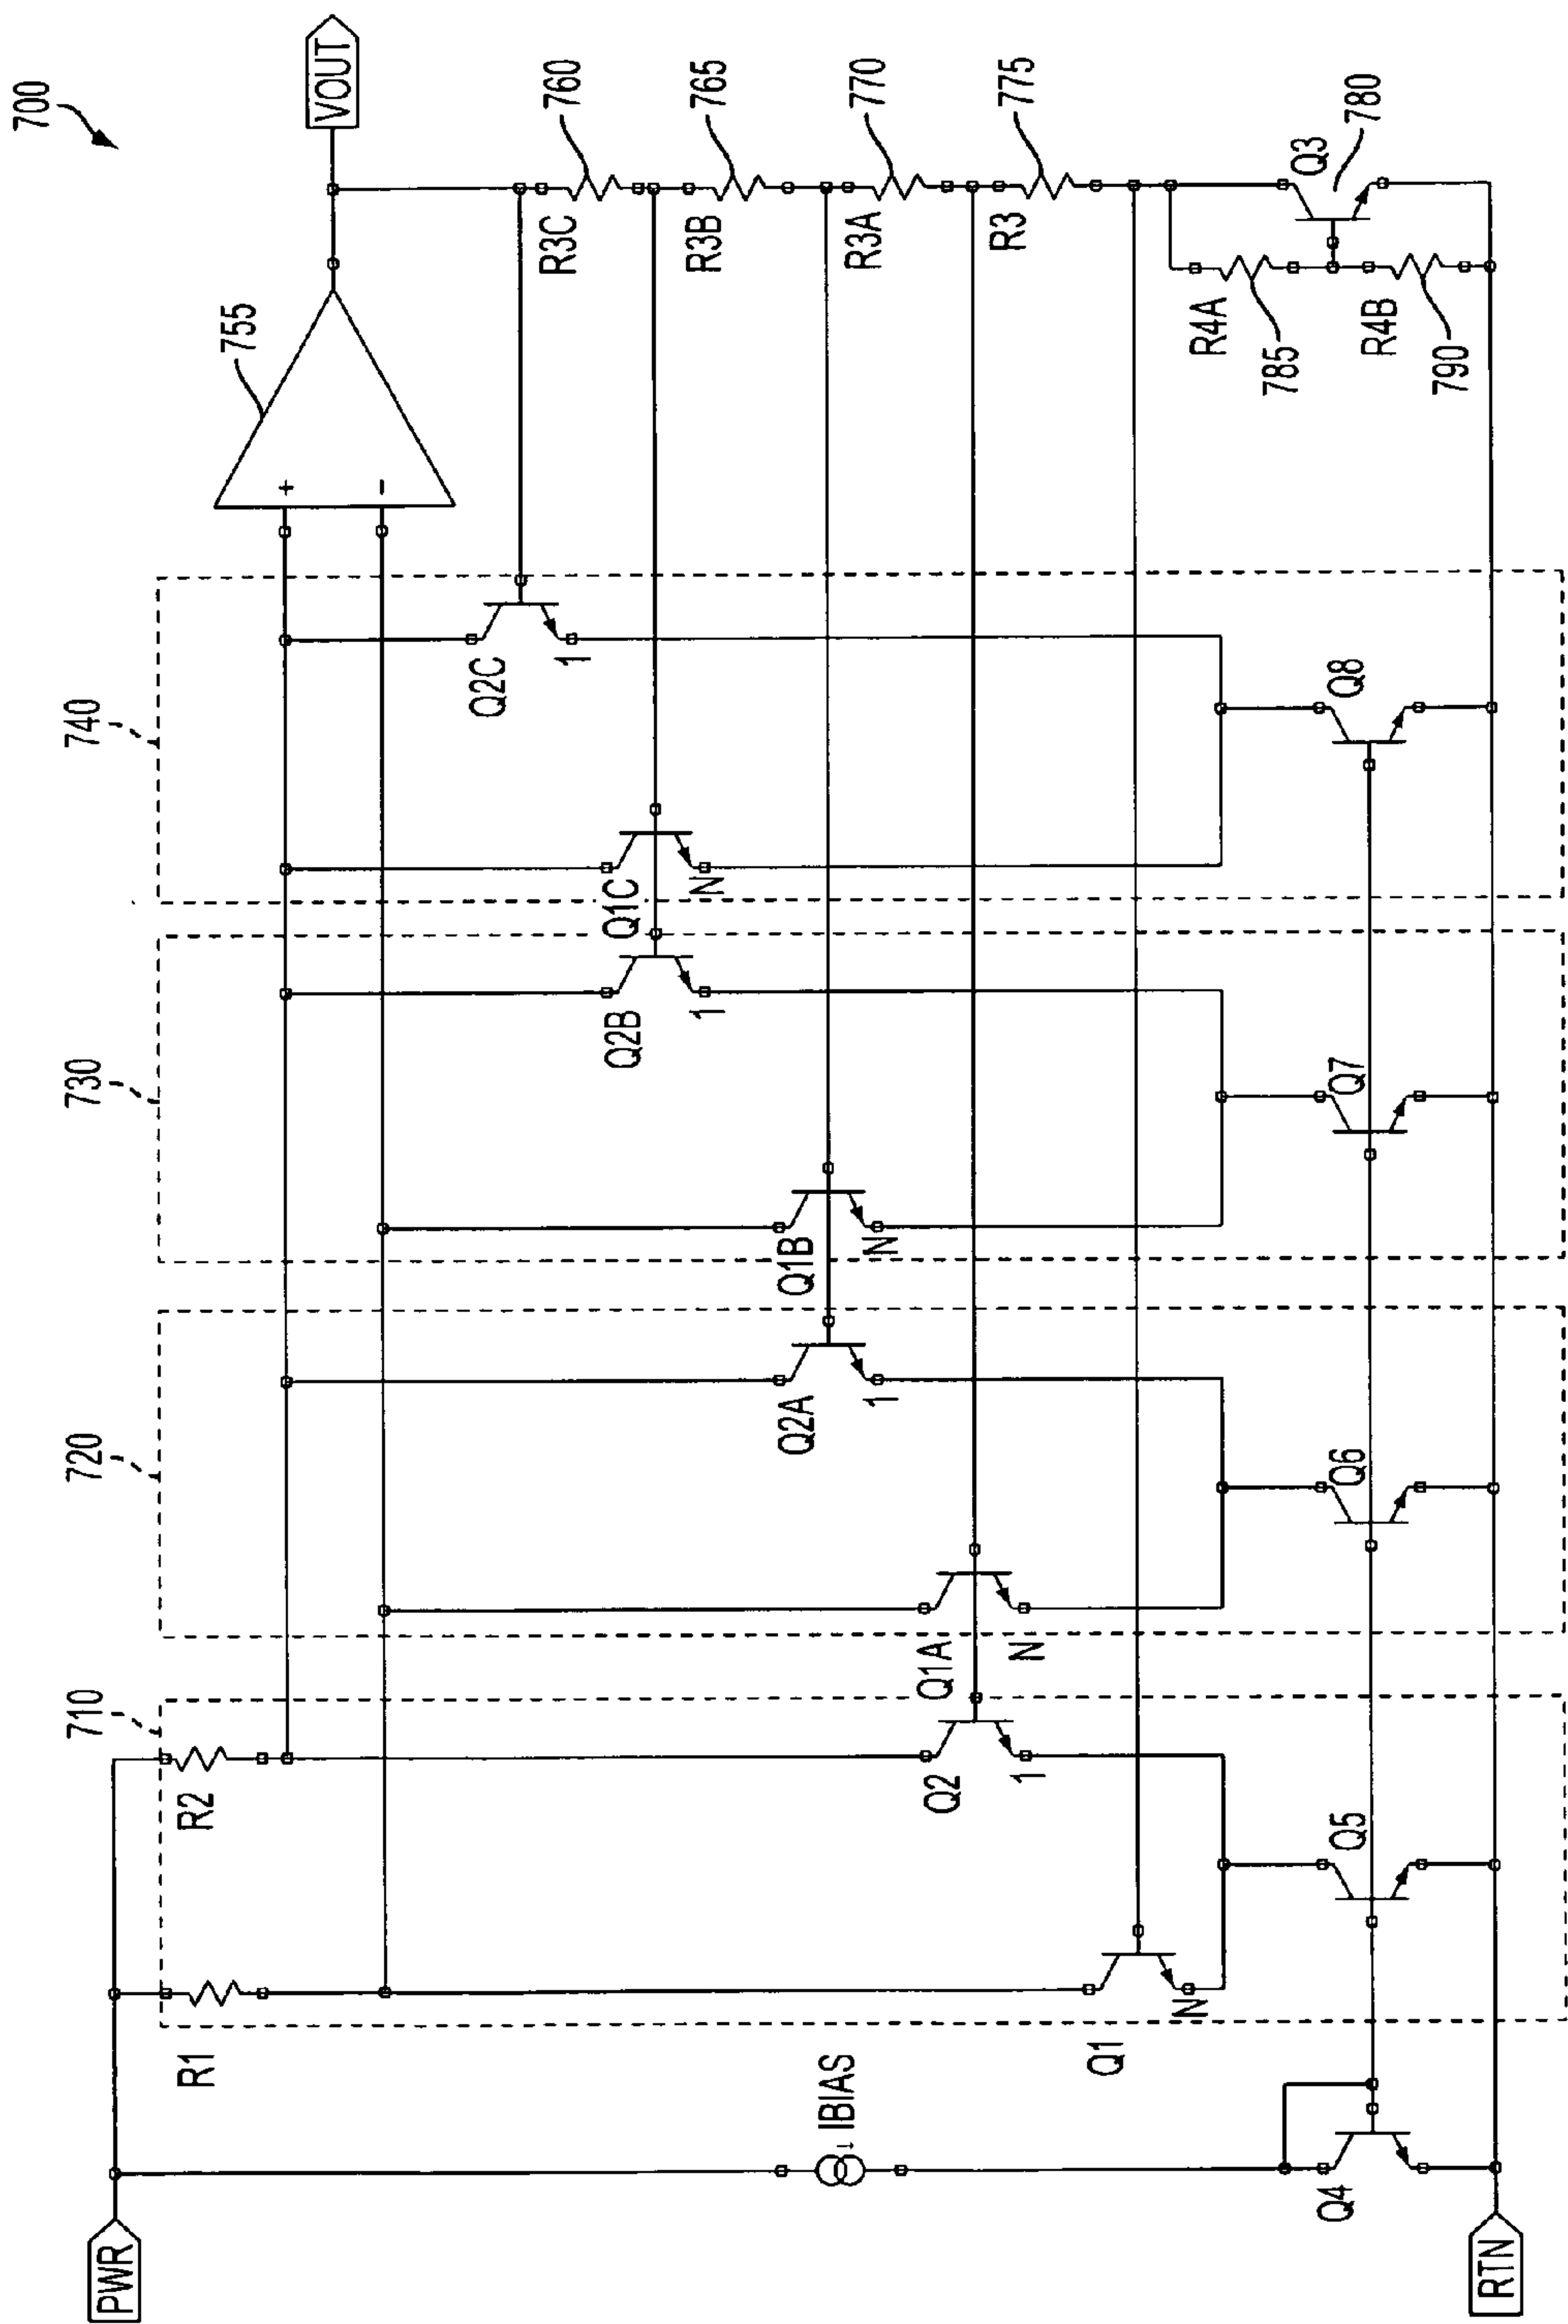 700
PWR
RTN
IBIAS
Q4
710
R1
R2
Q1
N
Q2
1
Q5
720
Q1A
N
Q2A
1
Q6
730
Q1B
N
Q2B
1
Q7
740
Q1C
N
Q2C
1
Q8
755
+
−
VOUT
R3C
760
R3B
765
R3A
770
R3
775
R4A
785
R4B
790
Q3
780